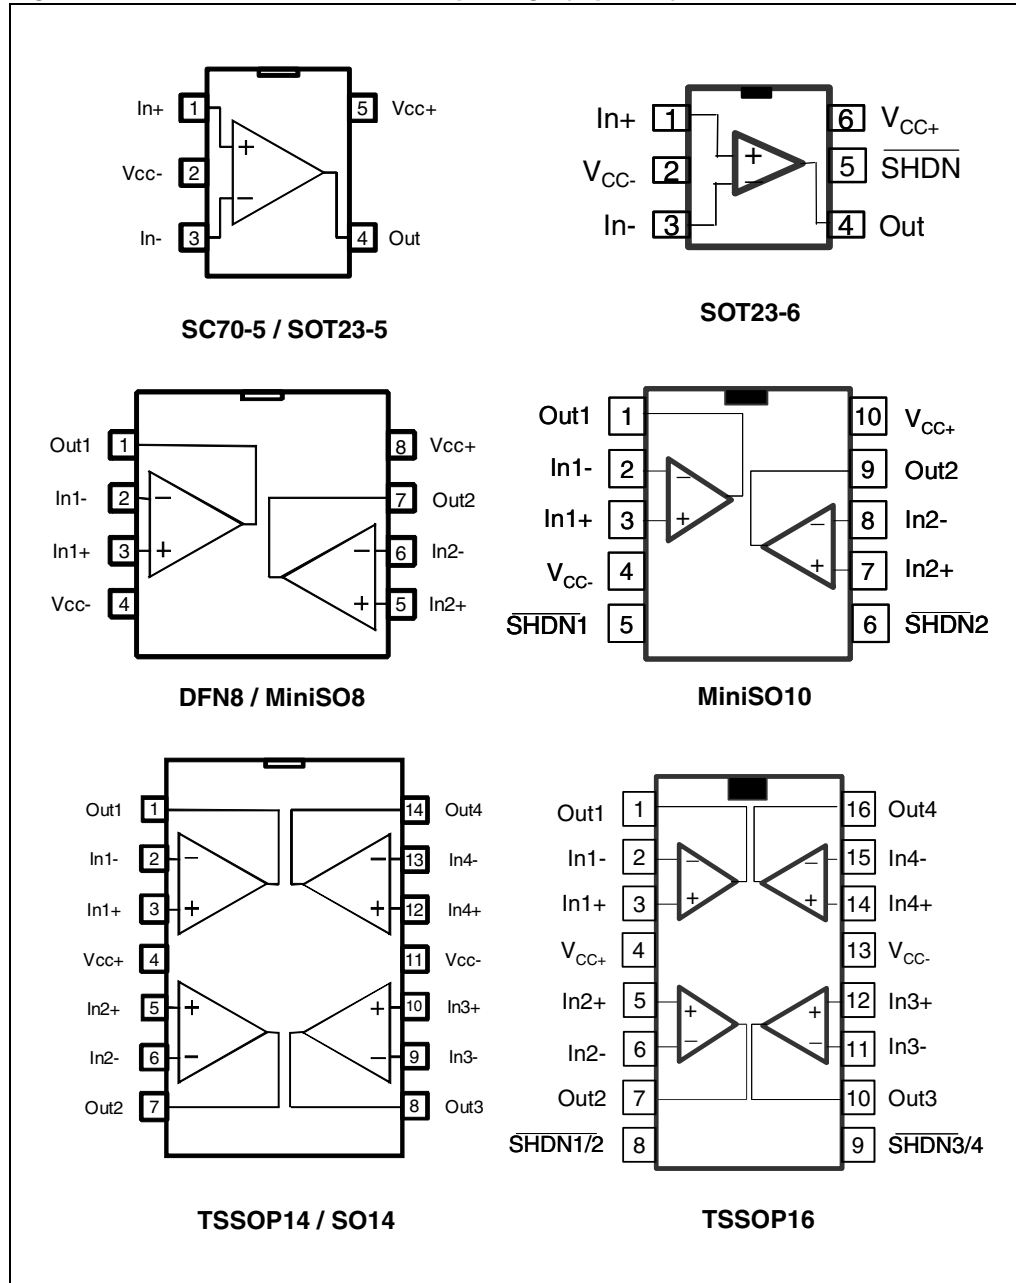 In+ 1 5 Vcc+
Vcc- 2
In- 3 4 Out
+
−
SC70-5 / SOT23-5
In+ 1 6 VCC+
VCC- 2 5 SHDN
In- 3 4 Out
+
−
SOT23-6
Out1 1 8 Vcc+
In1- 2 − 7 Out2
In1+ 3 + − 6 In2-
Vcc- 4 + 5 In2+
DFN8 / MiniSO8
Out1 1 10 VCC+
In1- 2 − 9 Out2
In1+ 3 + − 8 In2-
VCC- 4 + 7 In2+
SHDN1 5 6 SHDN2
MiniSO10
Out1 1 14 Out4
In1- 2 − − 13 In4-
In1+ 3 + + 12 In4+
Vcc+ 4 11 Vcc-
In2+ 5 + + 10 In3+
In2- 6 − − 9 In3-
Out2 7 8 Out3
TSSOP14 / SO14
Out1 1 16 Out4
In1- 2 − − 15 In4-
In1+ 3 + + 14 In4+
VCC+ 4 13 VCC-
In2+ 5 + + 12 In3+
In2- 6 − − 11 In3-
Out2 7 10 Out3
SHDN1/2 8 9 SHDN3/4
TSSOP16